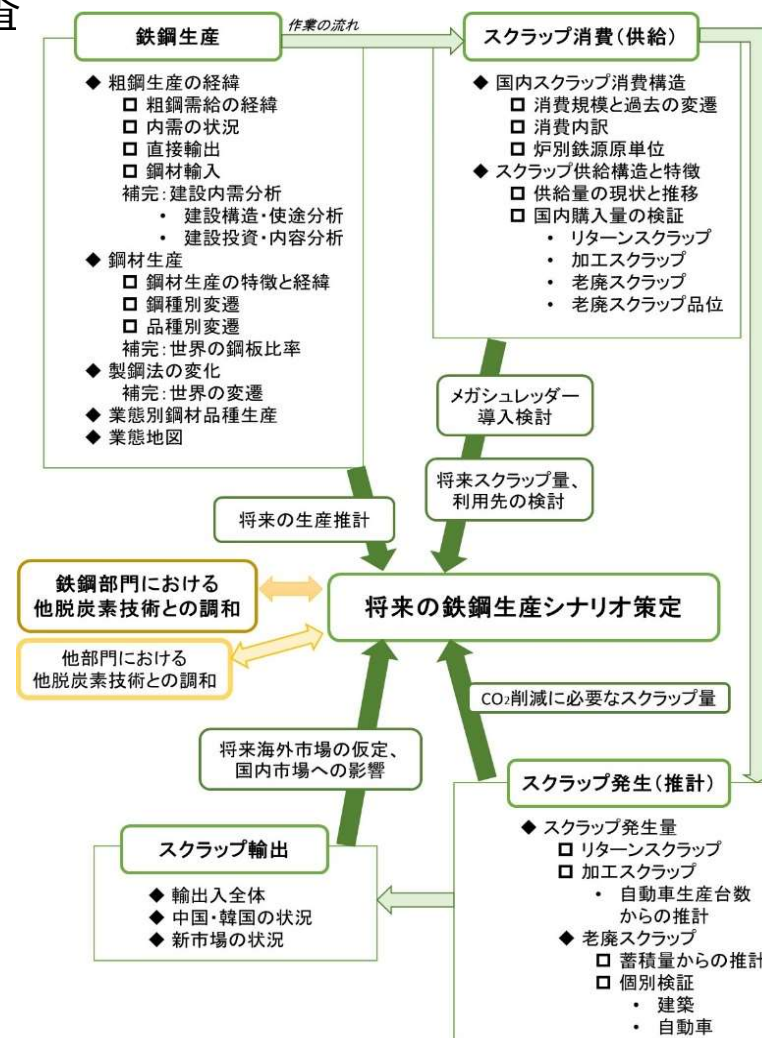 査
鉄鋼生産
作業の流れ
スクラップ消費(供給)
◆ 粗鋼生産の経緯
□ 粗鋼需給の経緯
□ 内需の状況
□ 直接輸出
□ 鋼材輸入
補完:建設内需分析
• 建設構造・使途分析
• 建設投資・内容分析
◆ 鋼材生産
□ 鋼材生産の特徴と経緯
□ 鋼種別変遷
□ 品種別変遷
補完:世界の鋼板比率
◆ 製鋼法の変化
補完:世界の変遷
◆ 業態別鋼材品種生産
◆ 業態地図
◆ 国内スクラップ消費構造
□ 消費規模と過去の変遷
□ 消費内訳
□ 炉別鉄源原単位
◆ スクラップ供給構造と特徴
□ 供給量の現状と推移
□ 国内購入量の検証
• リターンスクラップ
• 加工スクラップ
• 老廃スクラップ
• 老廃スクラップ品位
メガシュレッダー
導入検討
将来スクラップ量、
利用先の検討
将来の生産推計
鉄鋼部門における
他脱炭素技術との調和
将来の鉄鋼生産シナリオ策定
他部門における
他脱炭素技術との調和
CO₂削減に必要なスクラップ量
将来海外市場の仮定、
国内市場への影響
スクラップ発生(推計)
スクラップ輸出
◆ 輸出入全体
◆ 中国・韓国の状況
◆ 新市場の状況
◆ スクラップ発生量
□ リターンスクラップ
□ 加工スクラップ
• 自動車生産台数
からの推計
◆ 老廃スクラップ
□ 蓄積量からの推計
□ 個別検証
• 建築
• 自動車